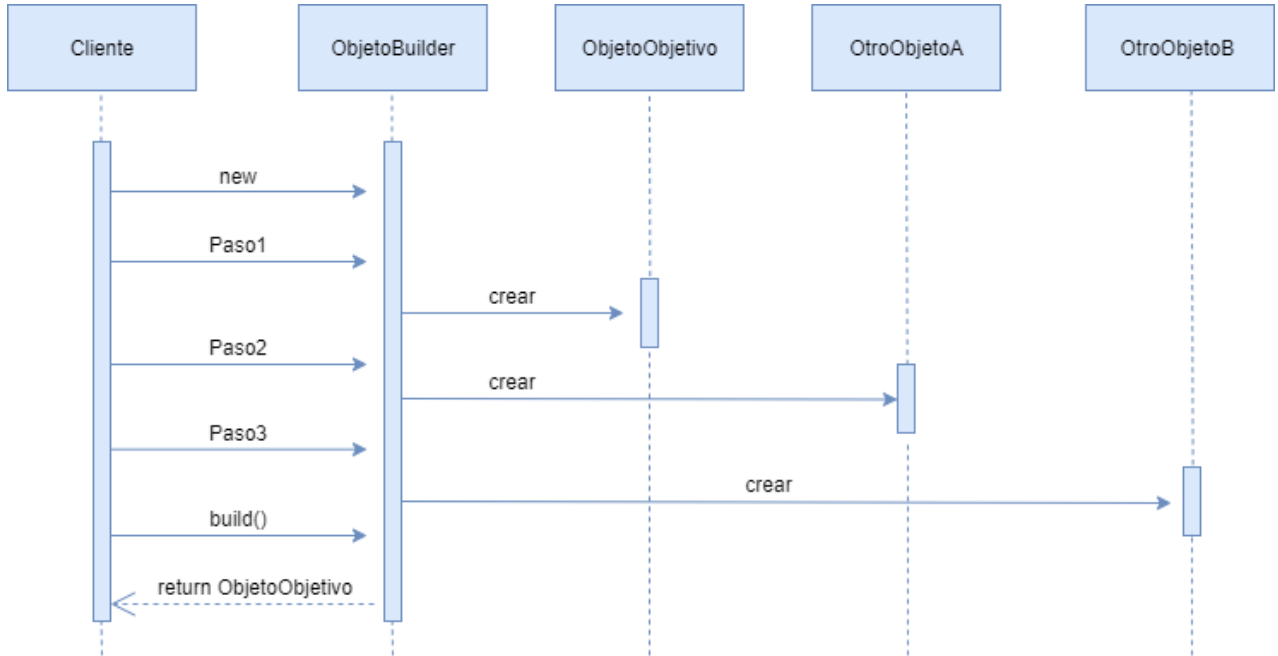 Cliente
ObjetoBuilder
ObjetoObjetivo
OtroObjetoA
OtroObjetoB
new
Paso1
crear
Paso2
crear
Paso3
crear
build()
return ObjetoObjetivo